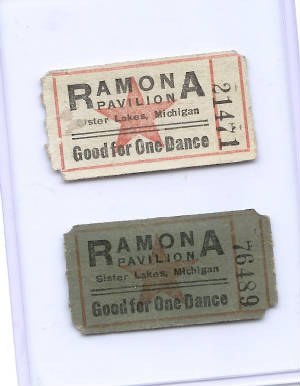 RAMONA
PAVILION
Sister Lakes, Michigan
Good for One Dance
21471
RAMONA
PAVILION
Sister Lakes, Michigan
Good for One Dance
76489